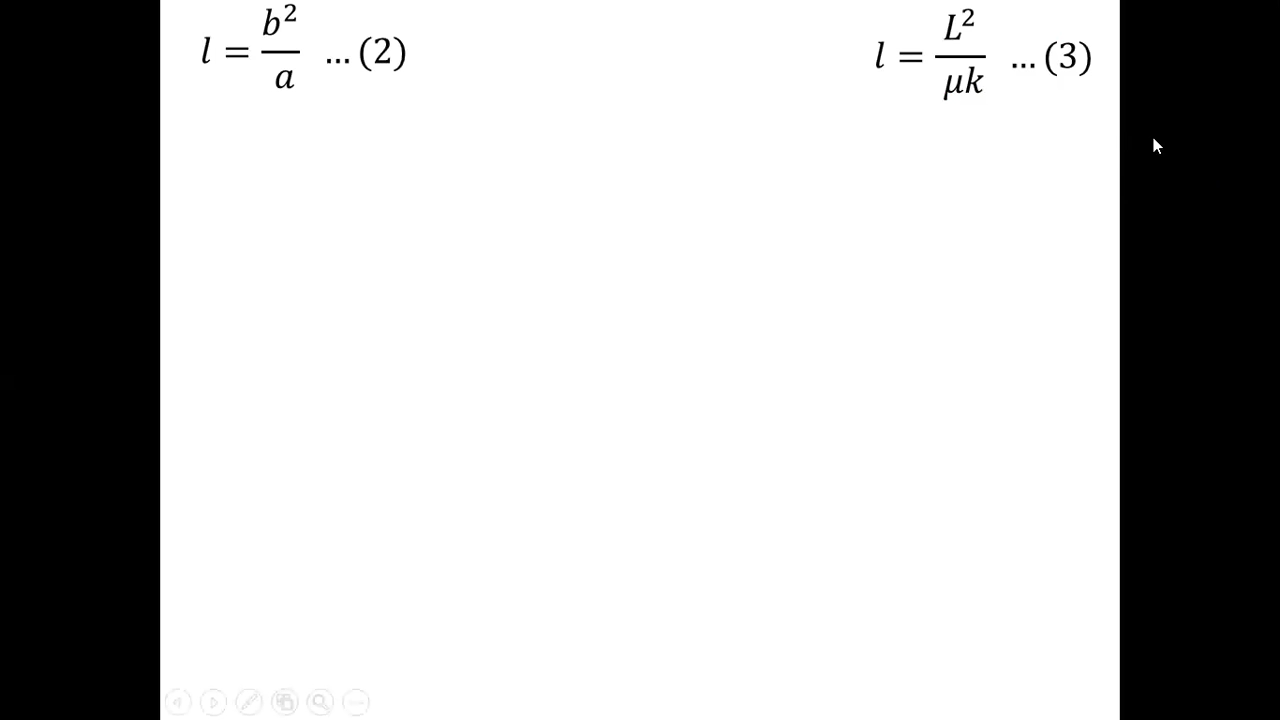 l = b²/a ... (2)
l = L²/μk ... (3)